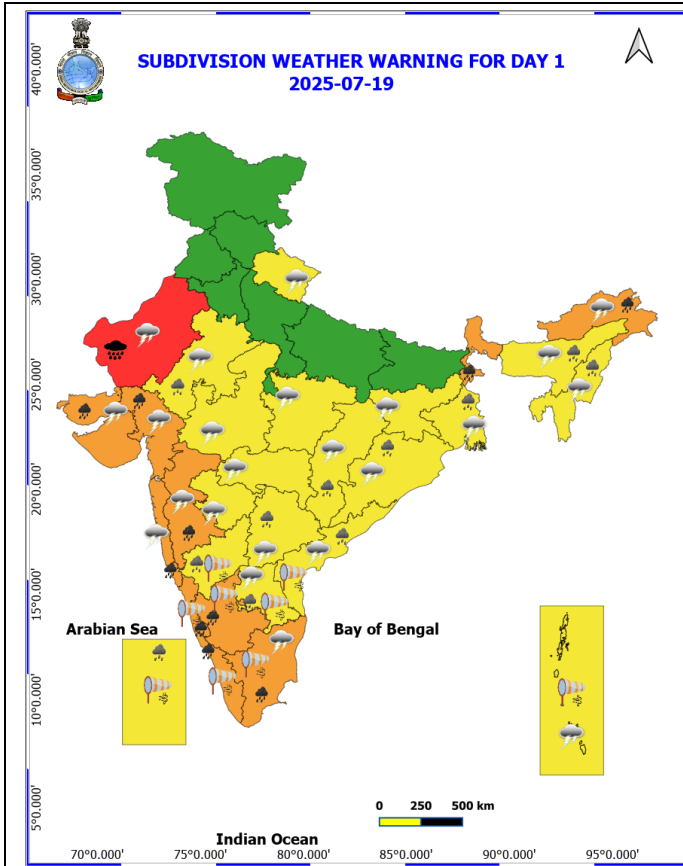 SUBDIVISION WEATHER WARNING FOR DAY 1
2025-07-19
40°0.000'
35°0.000'
30°0.000'
25°0.000'
20°0.000'
15°0.000'
10°0.000'
5°0.000'
Arabian Sea
Bay of Bengal
0 250 500 km
Indian Ocean
70°0.000' 75°0.000' 80°0.000' 85°0.000' 90°0.000' 95°0.000'